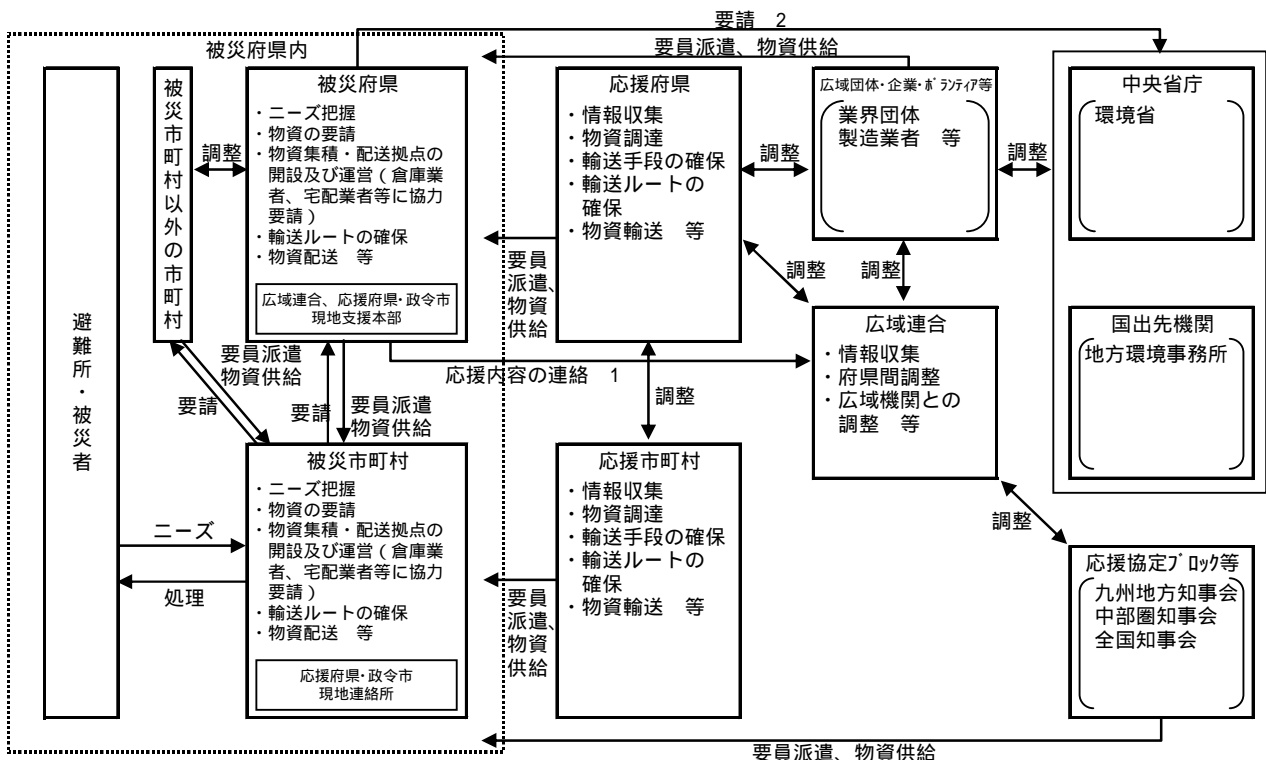 要請 2
被災府県内
要員派遣、物資供給
被災市町村以外の市町村
調整
被災府県
・ニーズ把握
・物資の要請
・物資集積・配送拠点の
開設及び運営(倉庫業
者、宅配業者等に協力
要請)
・輸送ルートの確保
・物資配送 等
広域連合、応援府県・政令市
現地支援本部
応援府県
・情報収集
・物資調達
・輸送手段の確保
・輸送ルートの
確保
・物資輸送 等
調整
広域団体・企業・ボランティア等
業界団体
製造業者 等
調整
中央省庁
環境省
要員
派遣、
物資
供給
調整
調整
避難所・被災者
要員派遣
物資供給
要請
要請
要員派遣
物資供給
応援内容の連絡 1
調整
広域連合
・情報収集
・府県間調整
・広域機関との
調整 等
国出先機関
地方環境事務所
被災市町村
・ニーズ把握
・物資の要請
・物資集積・配送拠点の
開設及び運営(倉庫業
者、宅配業者等に協力
要請)
・輸送ルートの確保
・物資配送 等
応援府県・政令市
現地連絡所
ニーズ
処理
応援市町村
・情報収集
・物資調達
・輸送手段の確保
・輸送ルートの
確保
・物資輸送 等
要員
派遣、
物資
供給
調整
応援協定ブロック等
九州地方知事会
中部圏知事会
全国知事会
要員派遣、物資供給